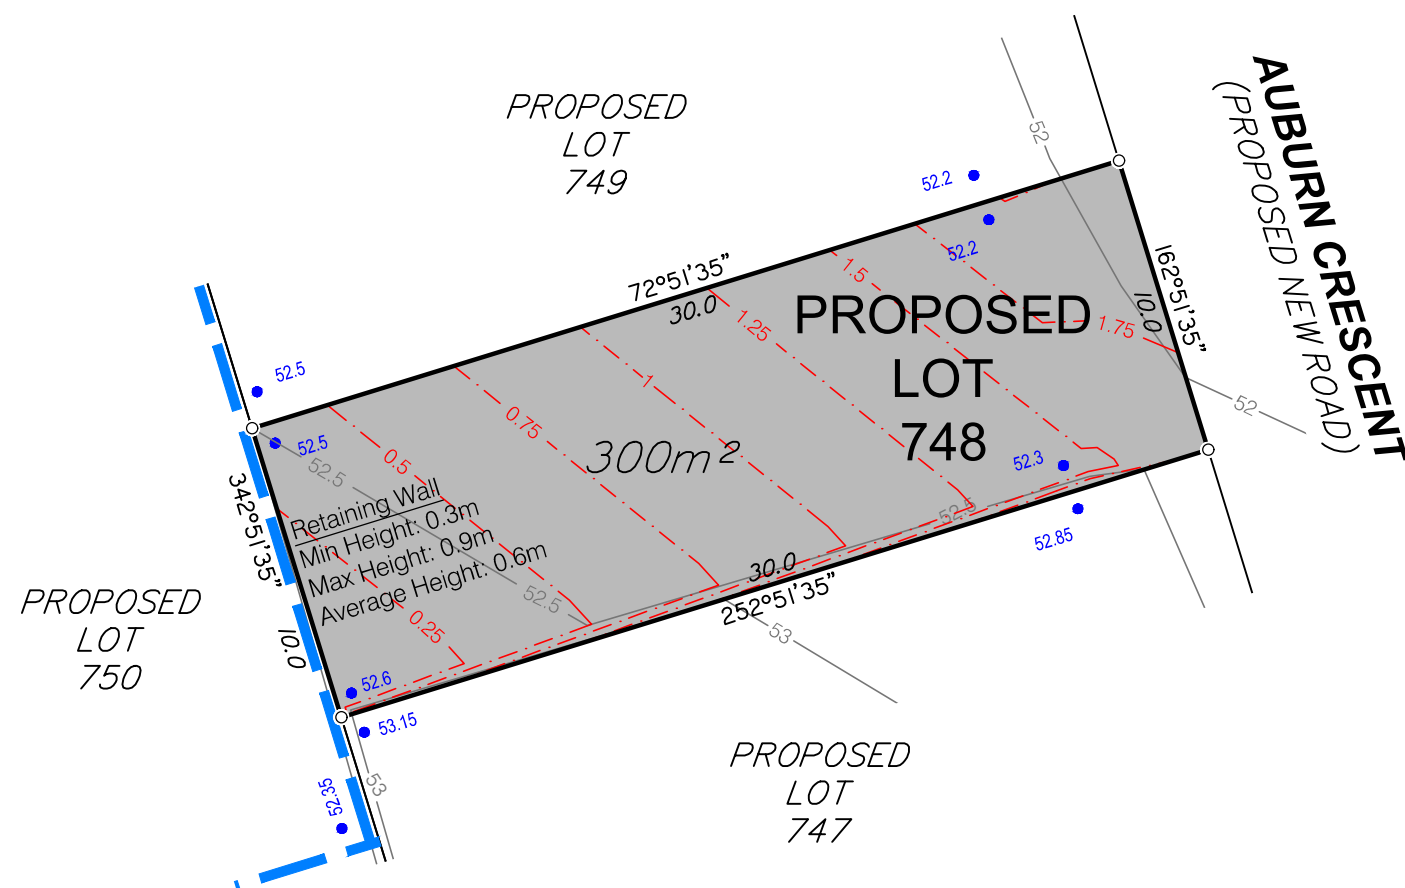 AUBURN CRESCENT
(PROPOSED NEW ROAD)
PROPOSED
LOT
749
52
52.2
52.2
72°51'35"
30.0
162°51'35"
10.0
1.5
1.25
1.75
PROPOSED
LOT
748
52.5
52.5
52.5
0.5
0.75
1
300m²
52
52.3
52.85
52.5
342°51'35"
10.0
Retaining Wall
Min Height: 0.3m
Max Height: 0.9m
Average Height: 0.6m
52.5
0.25
30.0
252°51'35"
53
PROPOSED
LOT
750
52.6
53.15
52.35
53
PROPOSED
LOT
747